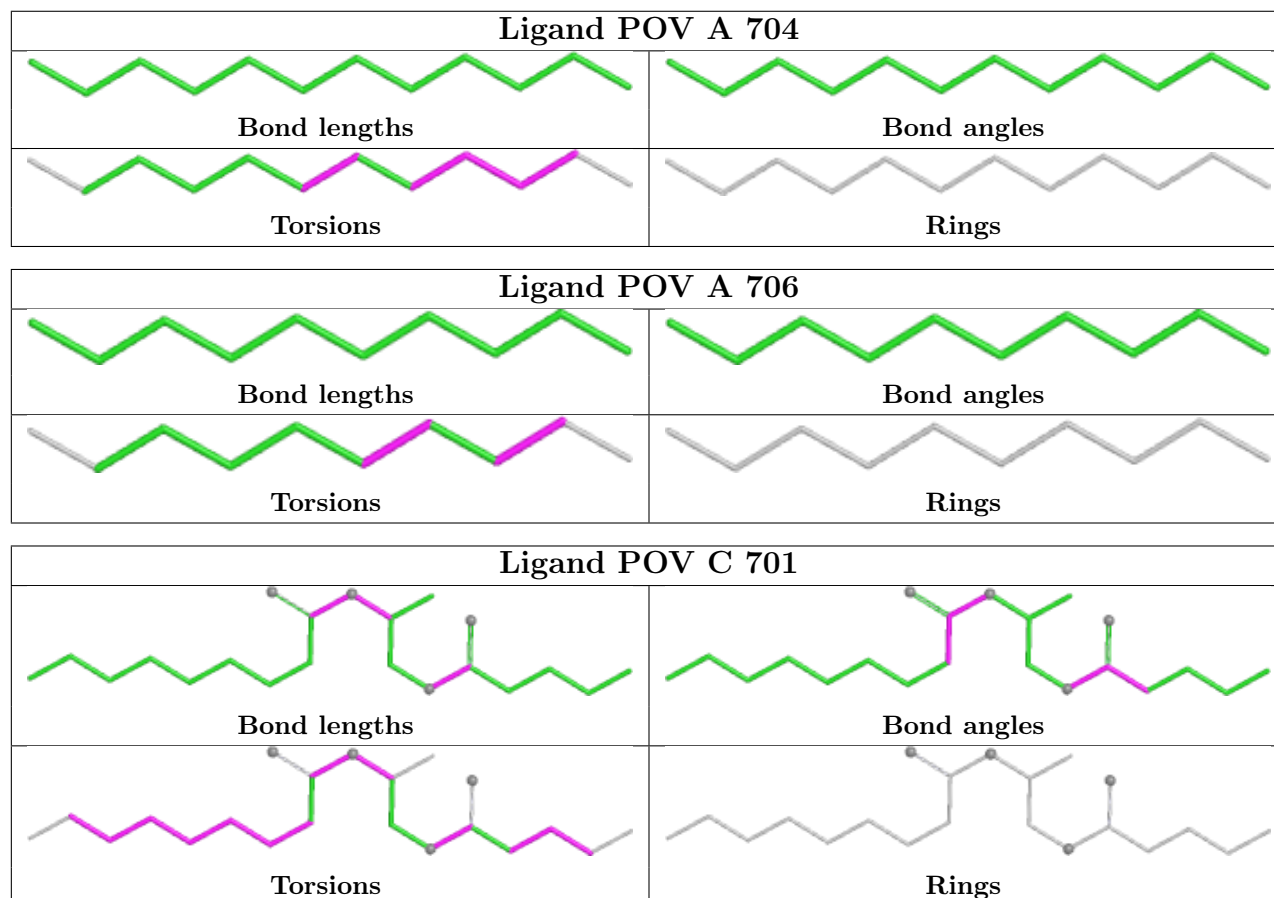 Ligand POV A 704
Bond lengths Bond angles
Torsions Rings
Ligand POV A 706
Bond lengths Bond angles
Torsions Rings
Ligand POV C 701
Bond lengths Bond angles
Torsions Rings